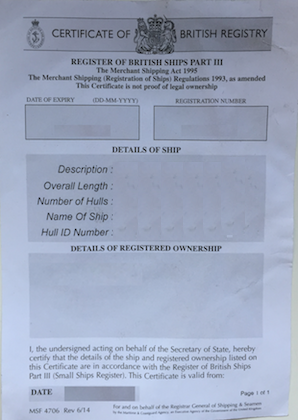 CERTIFICATE OF BRITISH REGISTRY
REGISTER OF BRITISH SHIPS PART III
The Merchant Shipping Act 1995
The Merchant Shipping (Registration of Ships) Regulations 1993, as amended
This Certificate is not proof of legal ownership
DATE OF EXPIRY (DD-MM-YYYY) REGISTRATION NUMBER
DETAILS OF SHIP
Description :
Overall Length :
Number of Hulls :
Name Of Ship :
Hull ID Number :
DETAILS OF REGISTERED OWNERSHIP
I, the undersigned acting on behalf of the Secretary of State, hereby
certify that the details of the ship and registered ownership listed on
this Certificate are in accordance with the Register of British Ships
Part III (Small Ships Register). This Certificate is valid from:
DATE
Page 1 of 1
MSF 4706 Rev 6/14
For and on behalf of the Registrar General of Shipping & Seamen